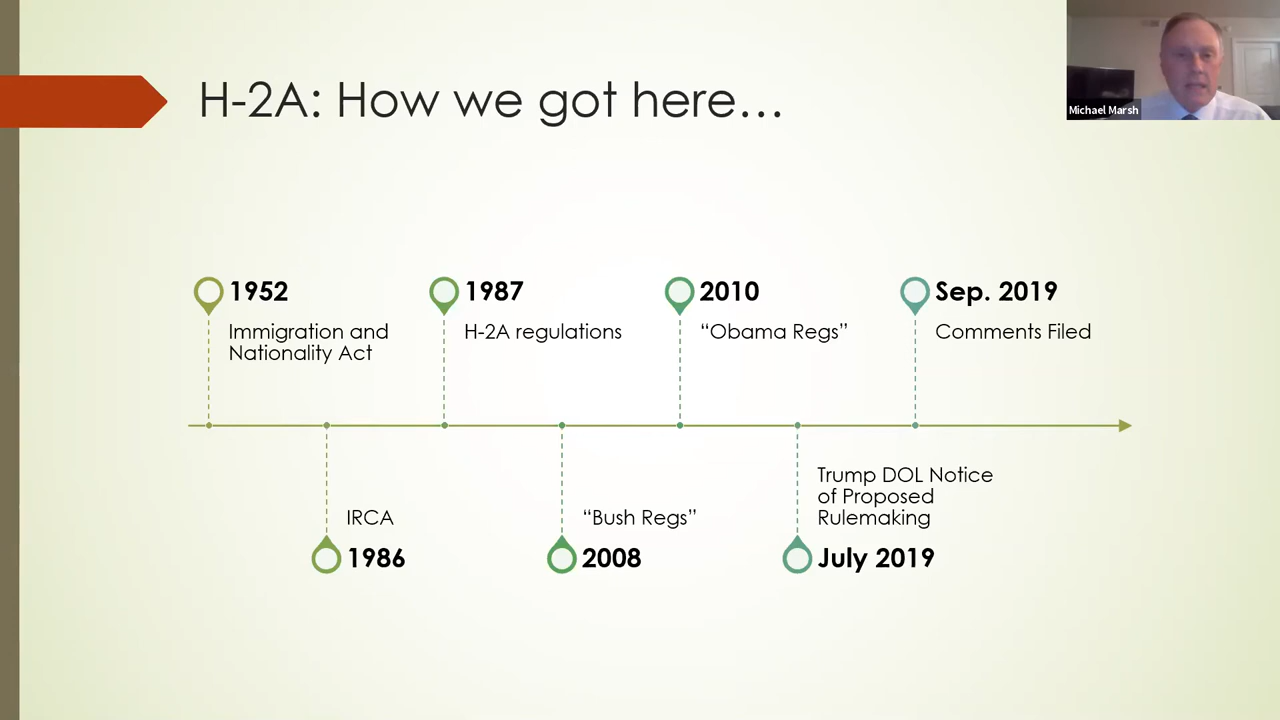 H-2A: How we got here…
Michael Marsh
1952
Immigration and
Nationality Act
1987
H-2A regulations
2010
“Obama Regs”
Sep. 2019
Comments Filed
IRCA
1986
“Bush Regs”
2008
Trump DOL Notice
of Proposed
Rulemaking
July 2019